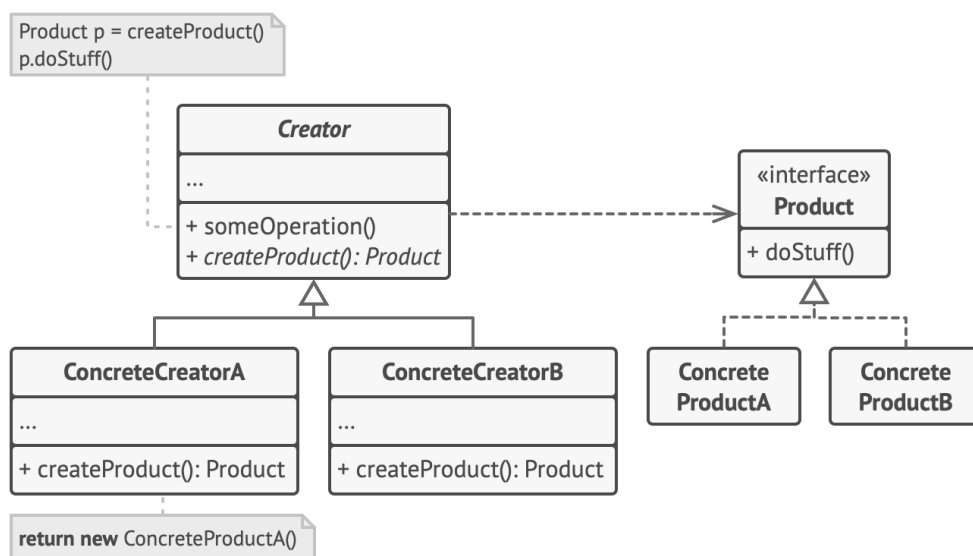 Product p = createProduct()
p.doStuff()
Creator
...
+ someOperation()
+ createProduct(): Product
«interface»
Product
+ doStuff()
ConcreteCreatorA
...
+ createProduct(): Product
ConcreteCreatorB
...
+ createProduct(): Product
Concrete
ProductA
Concrete
ProductB
return new ConcreteProductA()